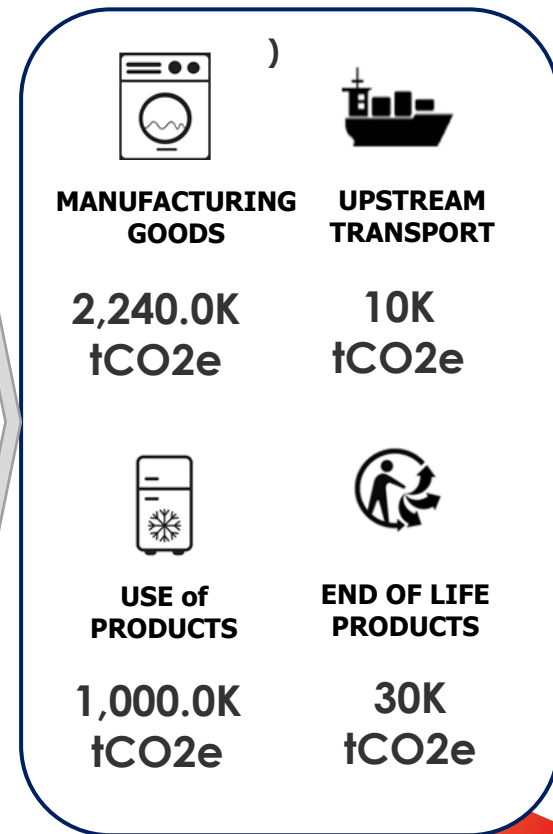 )
MANUFACTURING
GOODS
UPSTREAM
TRANSPORT
2,240.0K
tCO2e
10K
tCO2e
USE of
PRODUCTS
END OF LIFE
PRODUCTS
1,000.0K
tCO2e
30K
tCO2e